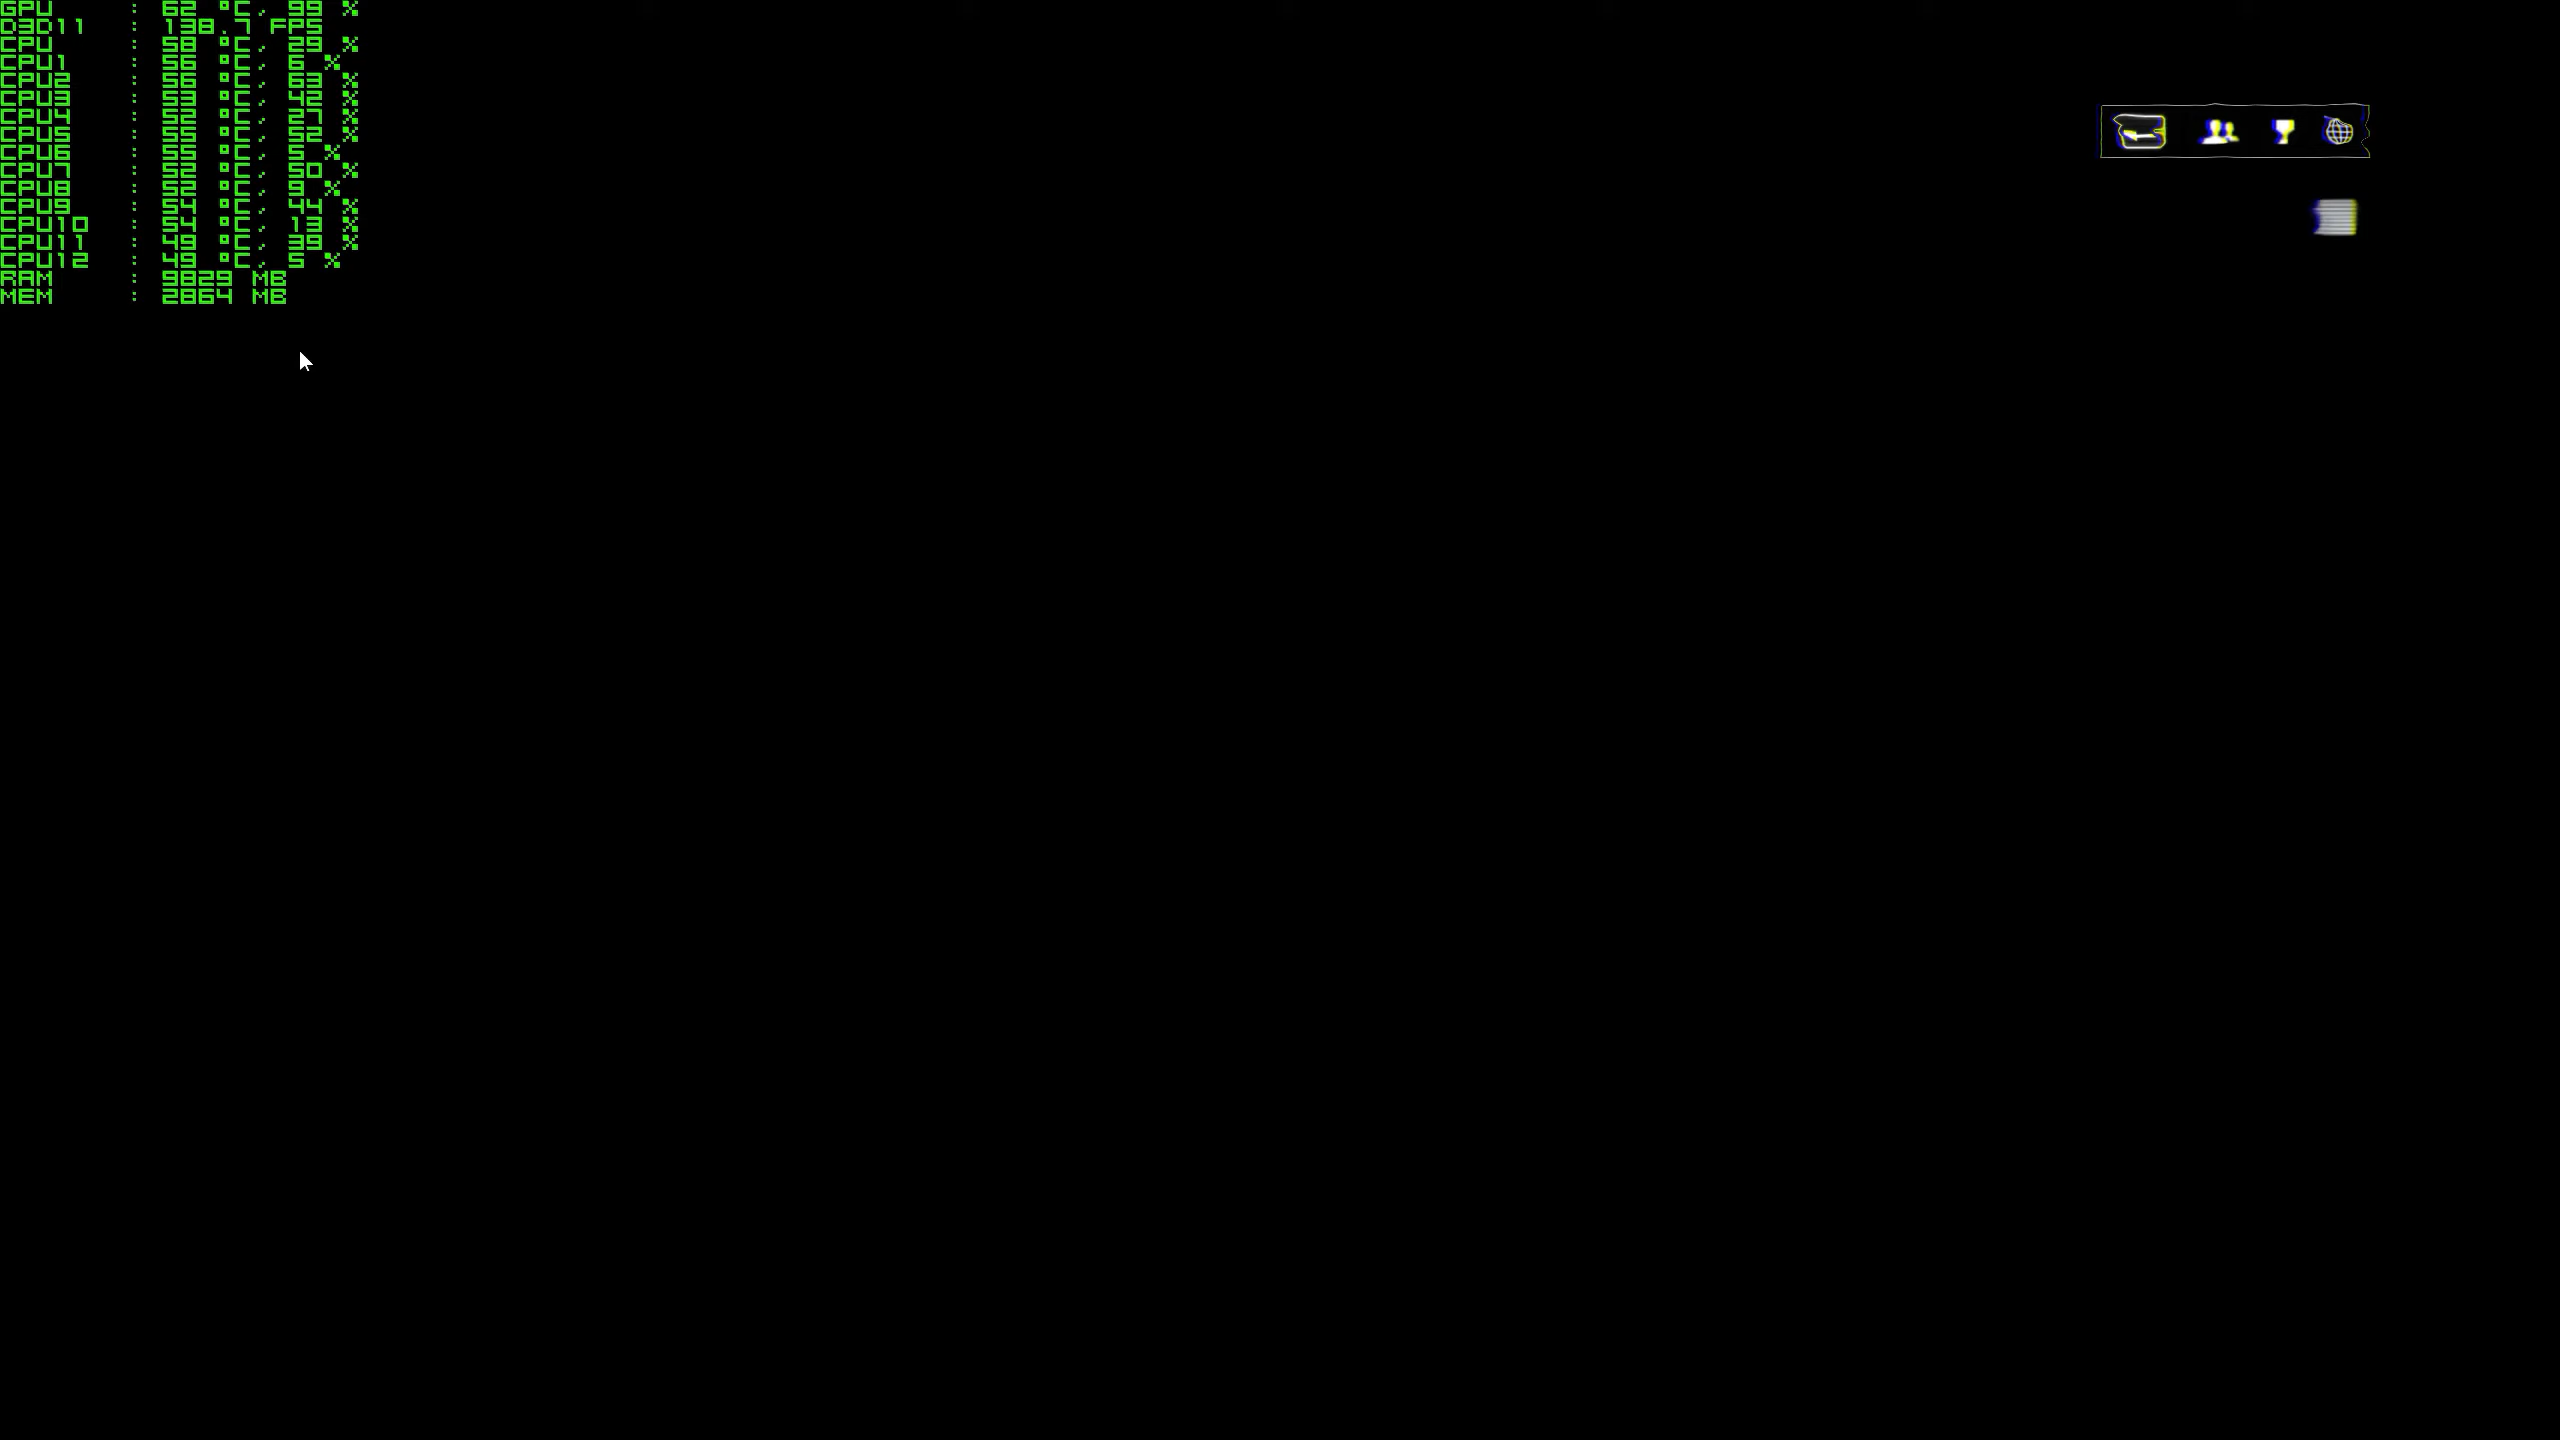 GPU : 62 °C, 99 %
D3D11 : 138.7 FPS
CPU : 58 °C, 29 %
CPU1 : 56 °C, 6 %
CPU2 : 56 °C, 63 %
CPU3 : 53 °C, 42 %
CPU4 : 52 °C, 27 %
CPU5 : 55 °C, 52 %
CPU6 : 55 °C, 5 %
CPU7 : 52 °C, 50 %
CPU8 : 52 °C, 9 %
CPU9 : 54 °C, 44 %
CPU10 : 54 °C, 13 %
CPU11 : 49 °C, 39 %
CPU12 : 49 °C, 5 %
RAM : 9829 MB
MEM : 2864 MB